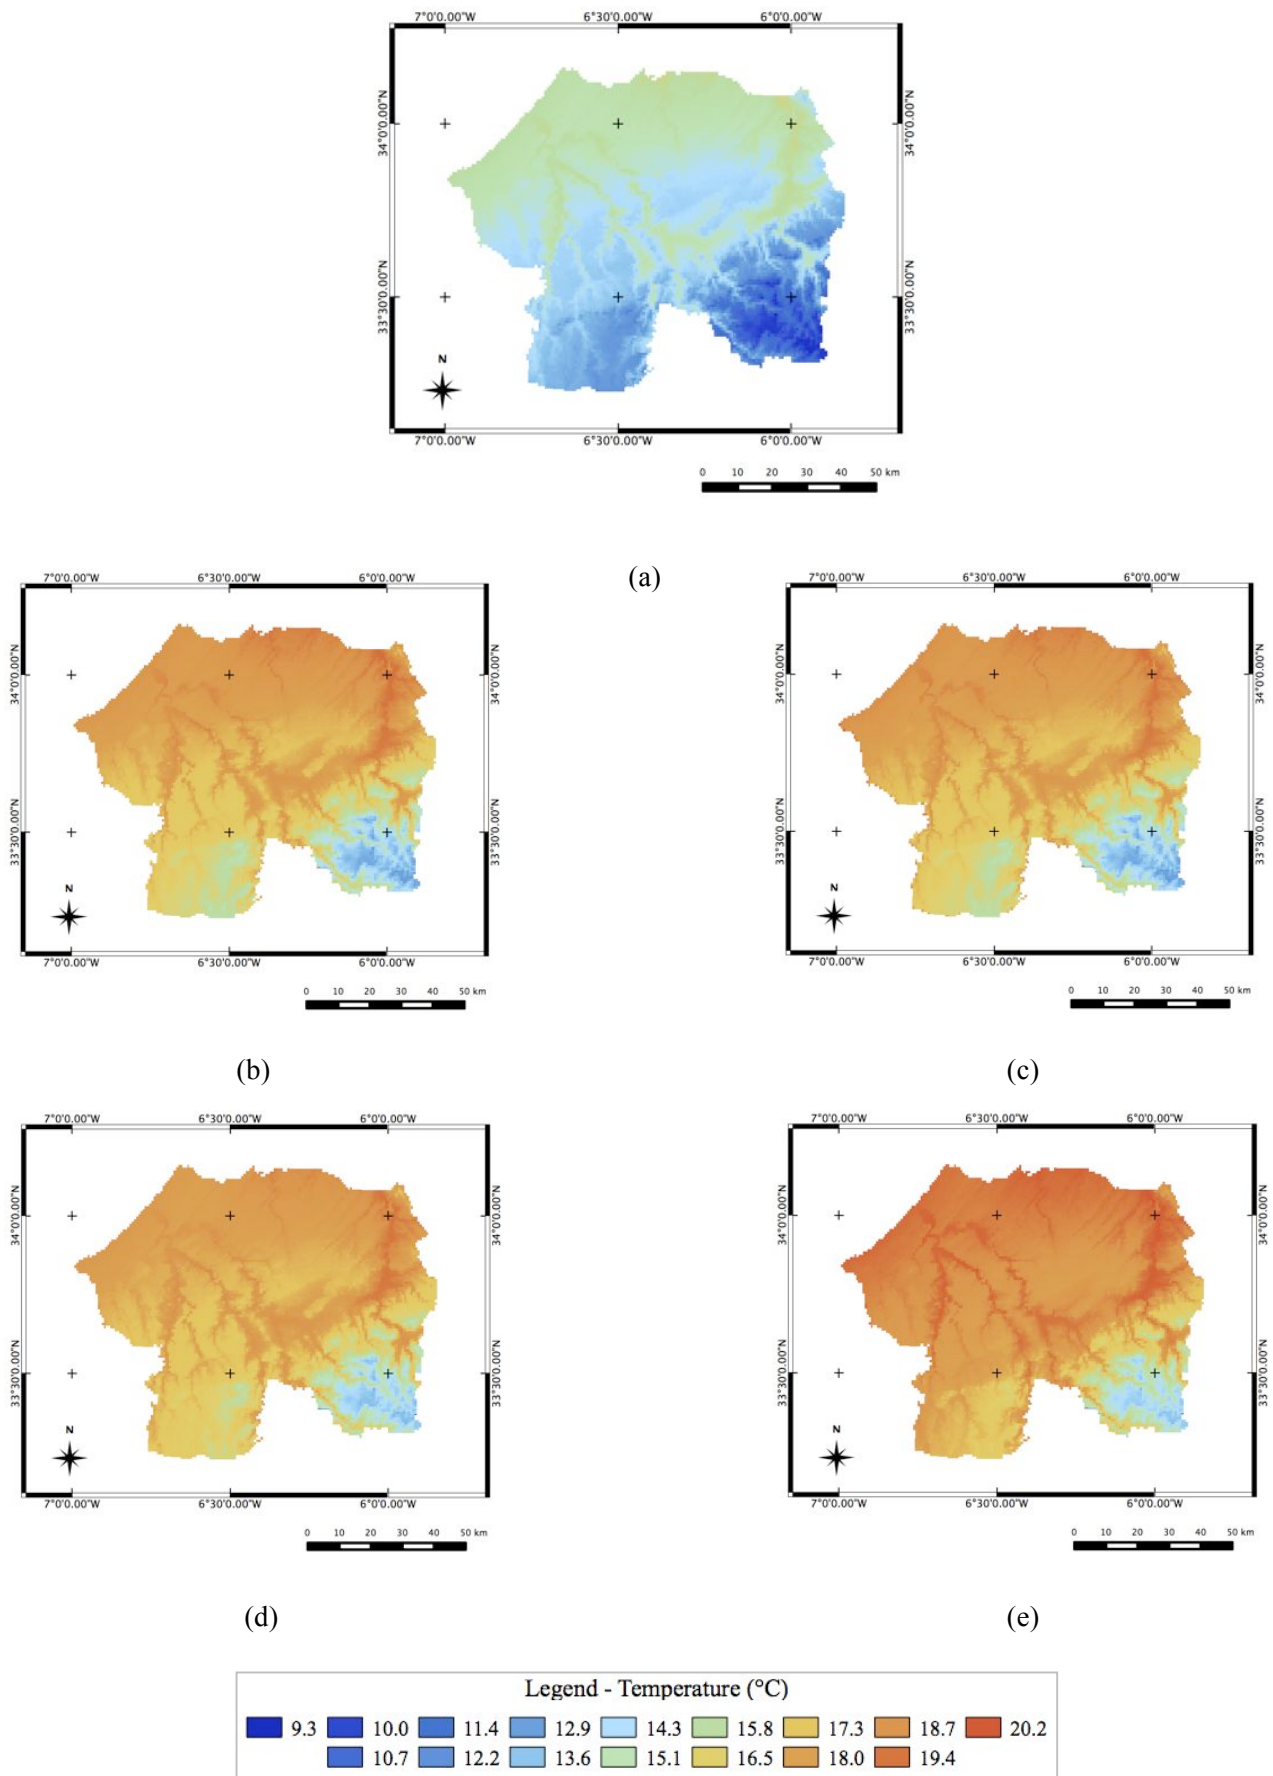 7°0'0.00"W 6°30'0.00"W 6°0'0.00"W
34°0'0.00"N 34°0'0.00"N
33°30'0.00"N 33°30'0.00"N
N
7°0'0.00"W 6°30'0.00"W 6°0'0.00"W
0 10 20 30 40 50 km
(a)
7°0'0.00"W 6°30'0.00"W 6°0'0.00"W
34°0'0.00"N 34°0'0.00"N
33°30'0.00"N 33°30'0.00"N
N
7°0'0.00"W 6°30'0.00"W 6°0'0.00"W
0 10 20 30 40 50 km
(b)
7°0'0.00"W 6°30'0.00"W 6°0'0.00"W
34°0'0.00"N 34°0'0.00"N
33°30'0.00"N 33°30'0.00"N
N
7°0'0.00"W 6°30'0.00"W 6°0'0.00"W
0 10 20 30 40 50 km
(c)
7°0'0.00"W 6°30'0.00"W 6°0'0.00"W
34°0'0.00"N 34°0'0.00"N
33°30'0.00"N 33°30'0.00"N
N
7°0'0.00"W 6°30'0.00"W 6°0'0.00"W
0 10 20 30 40 50 km
(d)
7°0'0.00"W 6°30'0.00"W 6°0'0.00"W
34°0'0.00"N 34°0'0.00"N
33°30'0.00"N 33°30'0.00"N
N
7°0'0.00"W 6°30'0.00"W 6°0'0.00"W
0 10 20 30 40 50 km
(e)
Legend - Temperature (°C)
9.3 10.0 11.4 12.9 14.3 15.8 17.3 18.7 20.2
10.7 12.2 13.6 15.1 16.5 18.0 19.4